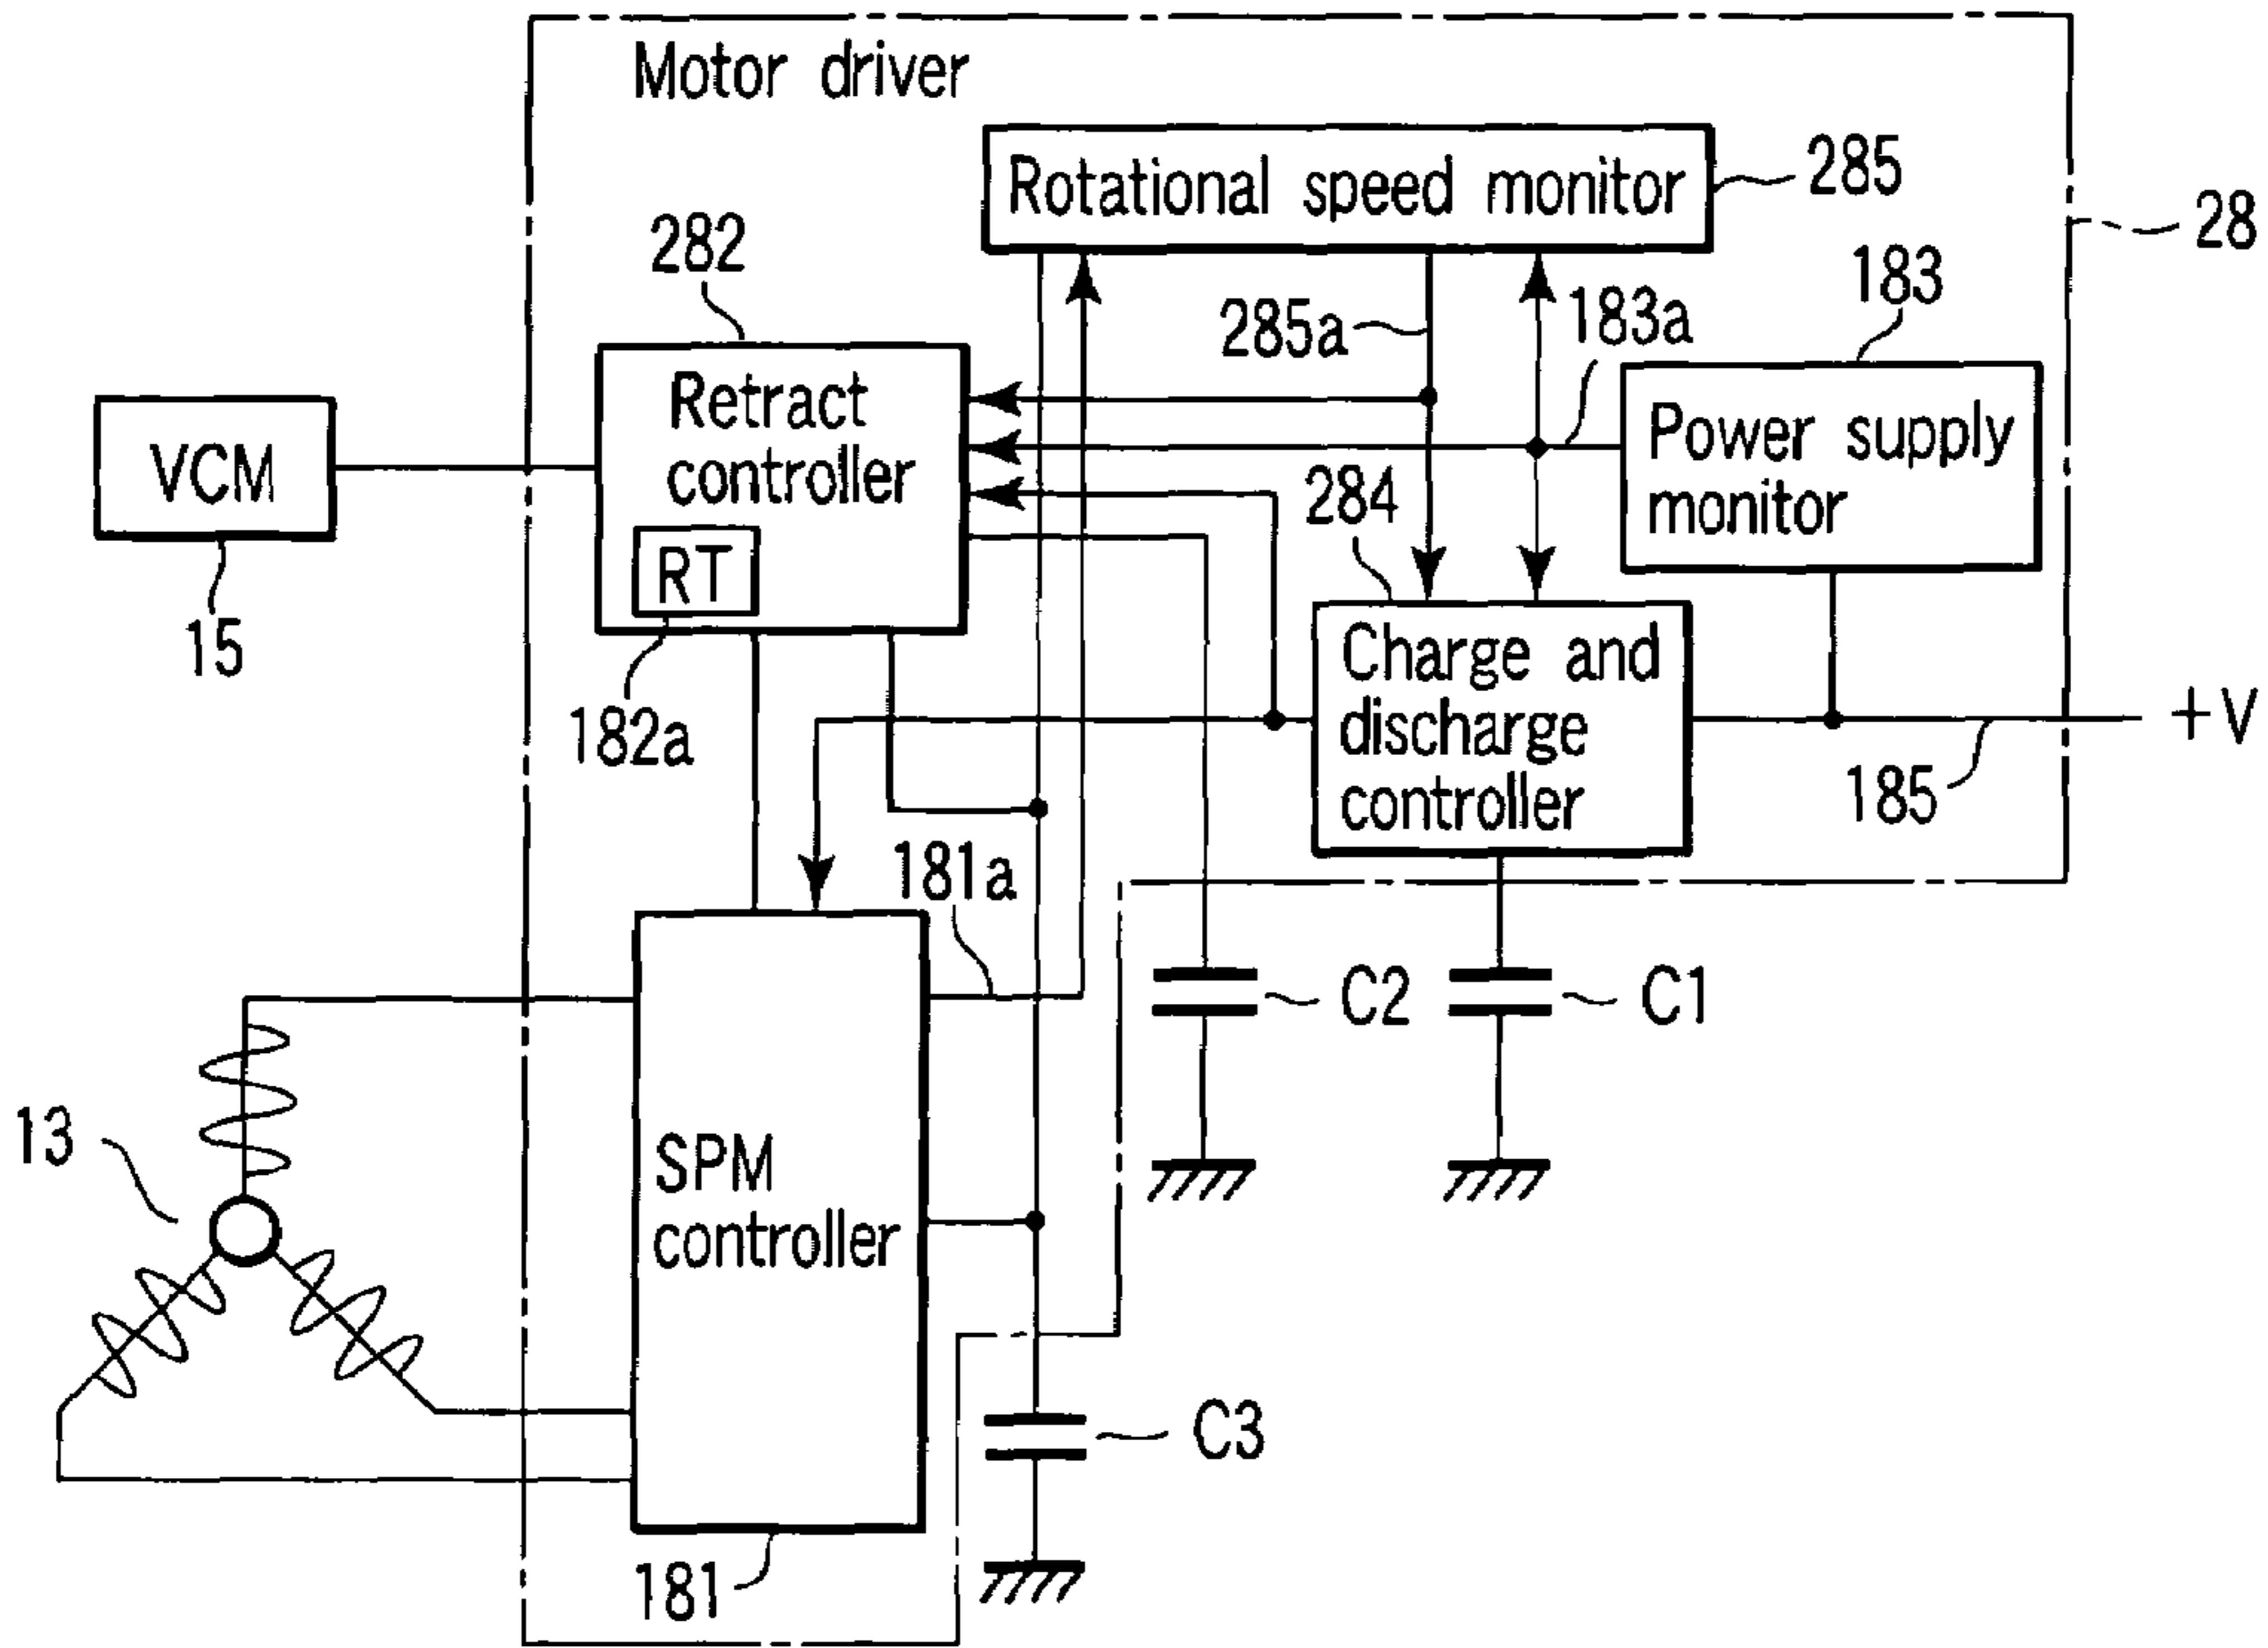 Motor driver
Rotational speed monitor
285
28
282
285a
183a
183
Retract
controller
RT
VCM
15
182a
Power supply
monitor
284
Charge and
discharge
controller
+V
185
181a
C2
C1
13
SPM
controller
C3
181